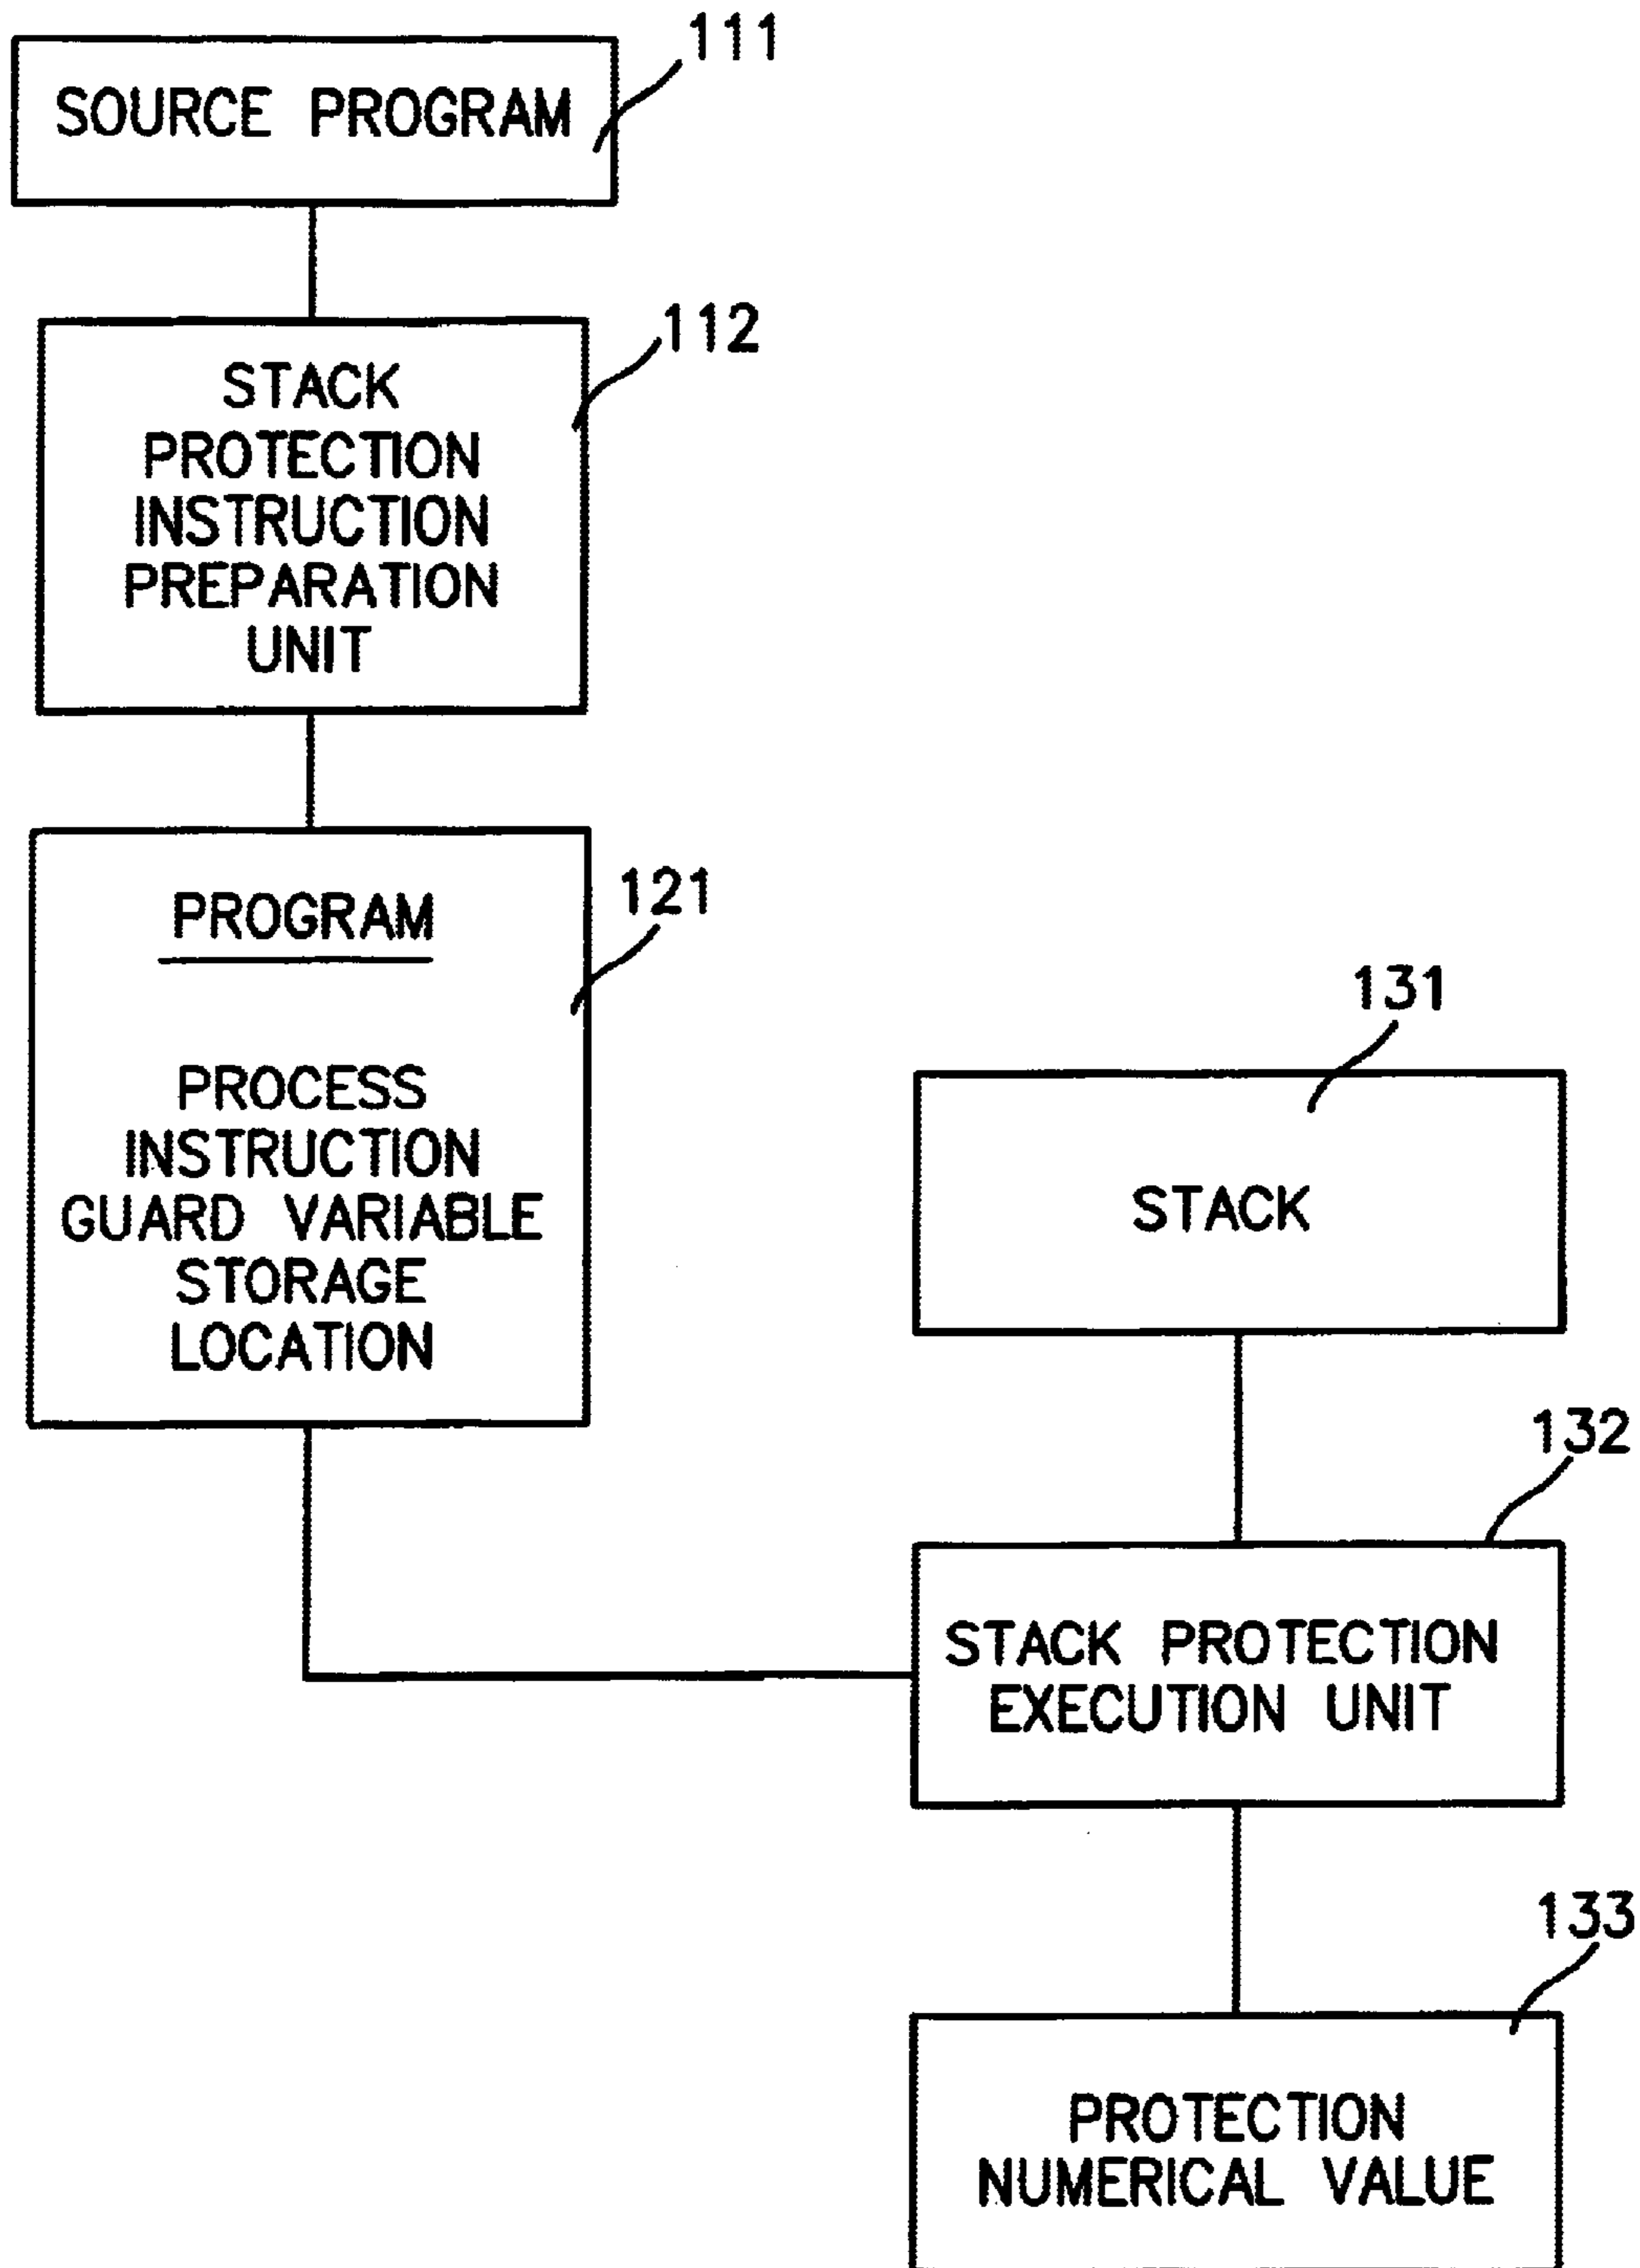 111
SOURCE PROGRAM
112
STACK
PROTECTION
INSTRUCTION
PREPARATION
UNIT
121
PROGRAM
PROCESS
INSTRUCTION
GUARD VARIABLE
STORAGE
LOCATION
131
STACK
132
STACK PROTECTION
EXECUTION UNIT
133
PROTECTION
NUMERICAL VALUE